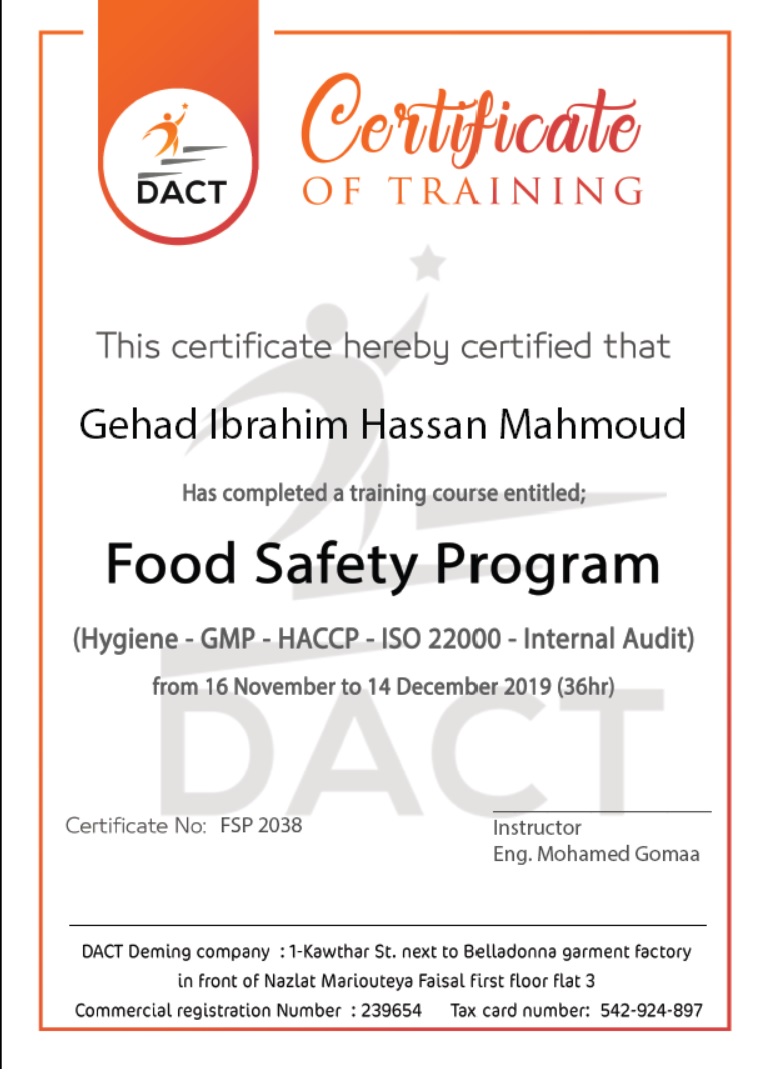 DACT
Certificate
OF TRAINING
This certificate hereby certified that
Gehad Ibrahim Hassan Mahmoud
Has completed a training course entitled;
Food Safety Program
(Hygiene - GMP - HACCP - ISO 22000 - Internal Audit)
from 16 November to 14 December 2019 (36hr)
DACT
Certificate No: FSP 2038
Instructor
Eng. Mohamed Gomaa
DACT Deming company : 1-Kawthar St. next to Belladonna garment factory
in front of Nazlat Mariouteya Faisal first floor flat 3
Commercial registration Number : 239654 Tax card number: 542-924-897